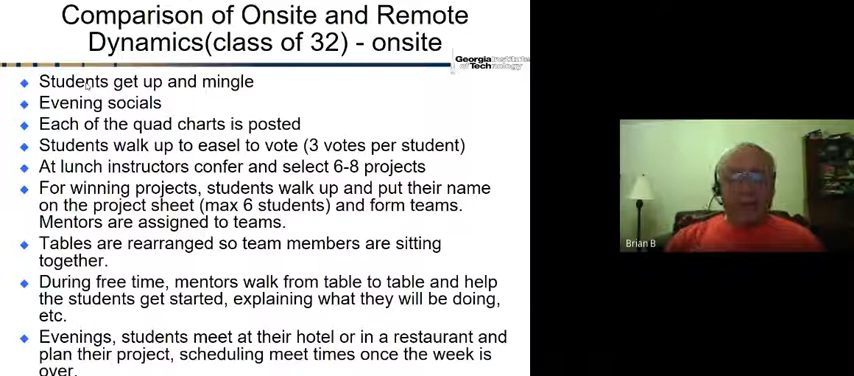 Comparison of Onsite and Remote
Dynamics(class of 32) - onsite
Georgia Institute
of Technology
Students get up and mingle
Evening socials
Each of the quad charts is posted
Students walk up to easel to vote (3 votes per student)
At lunch instructors confer and select 6-8 projects
For winning projects, students walk up and put their name
on the project sheet (max 6 students) and form teams.
Mentors are assigned to teams.
Tables are rearranged so team members are sitting
together.
During free time, mentors walk from table to table and help
the students get started, explaining what they will be doing,
etc.
Evenings, students meet at their hotel or in a restaurant and
plan their project, scheduling meet times once the week is
over.
Brian B